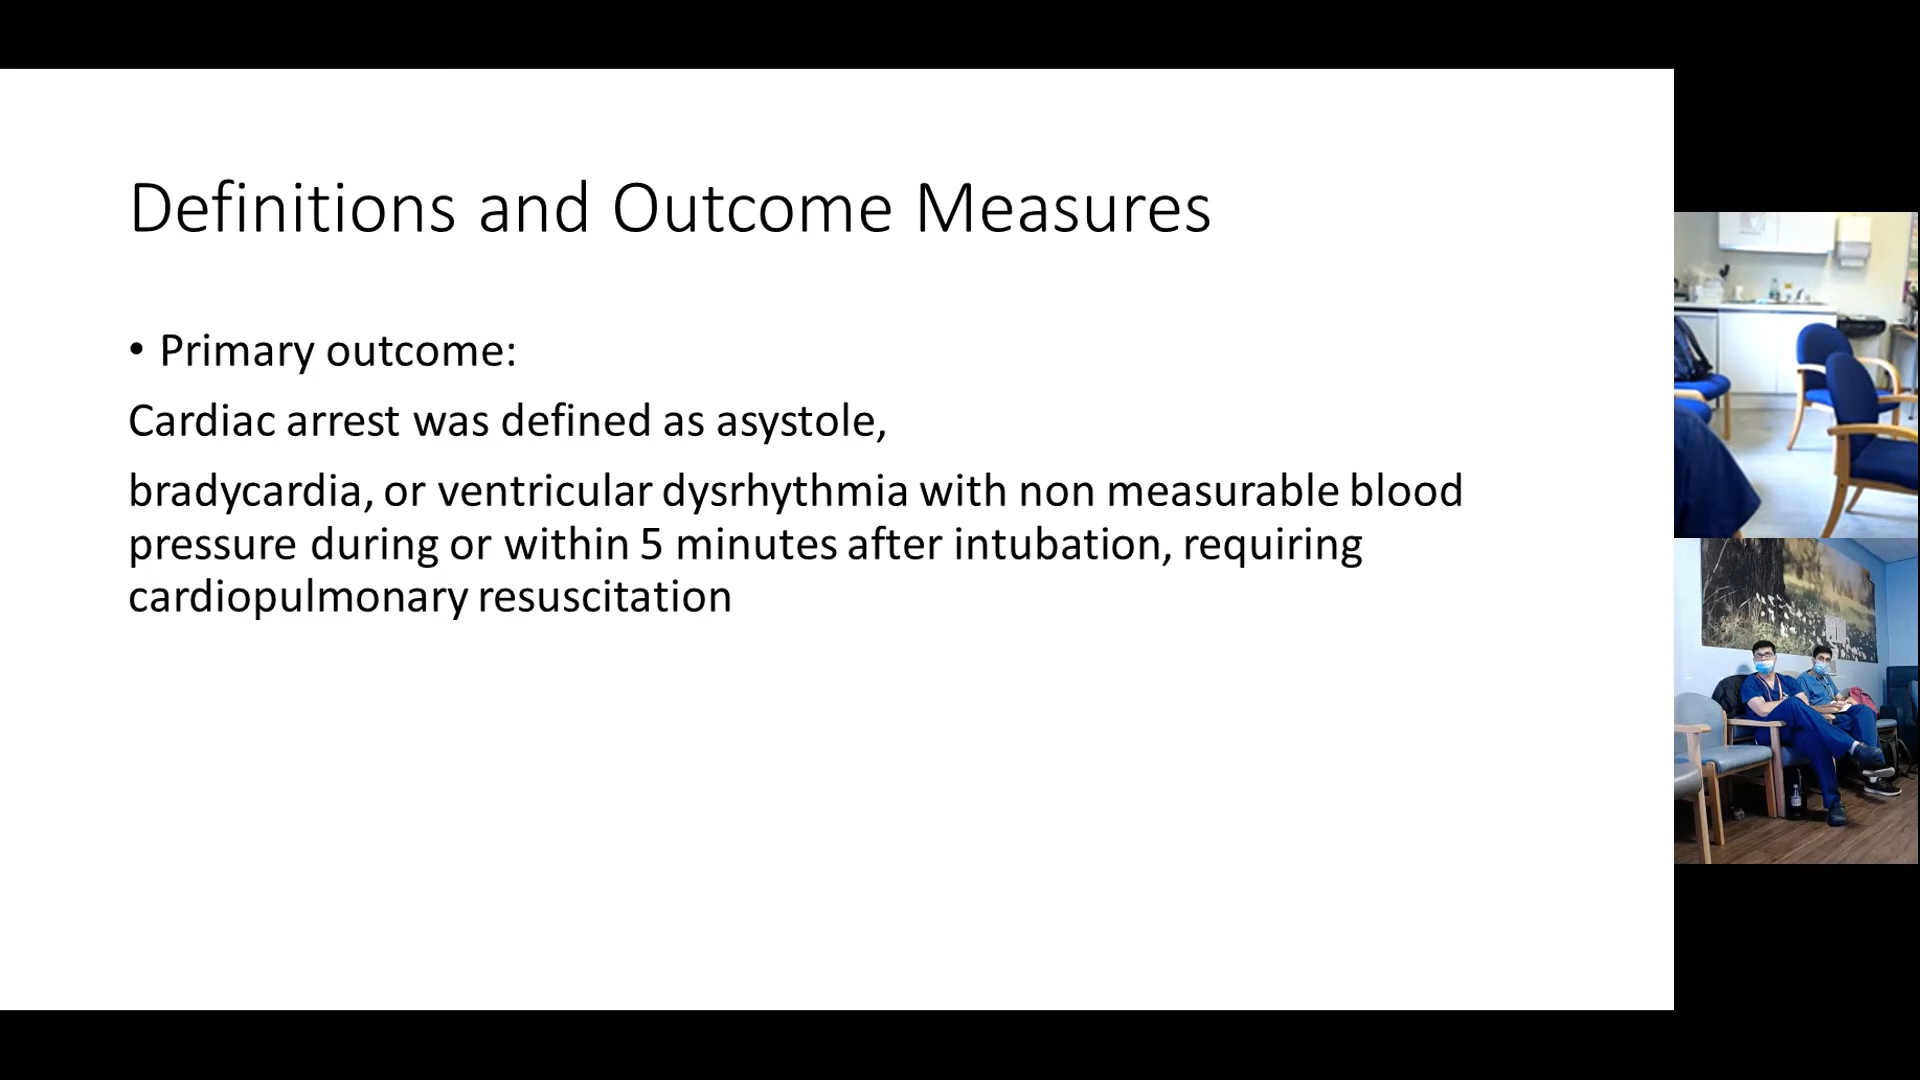 Definitions and Outcome Measures
• Primary outcome:
Cardiac arrest was defined as asystole,
bradycardia, or ventricular dysrhythmia with non measurable blood
pressure during or within 5 minutes after intubation, requiring
cardiopulmonary resuscitation